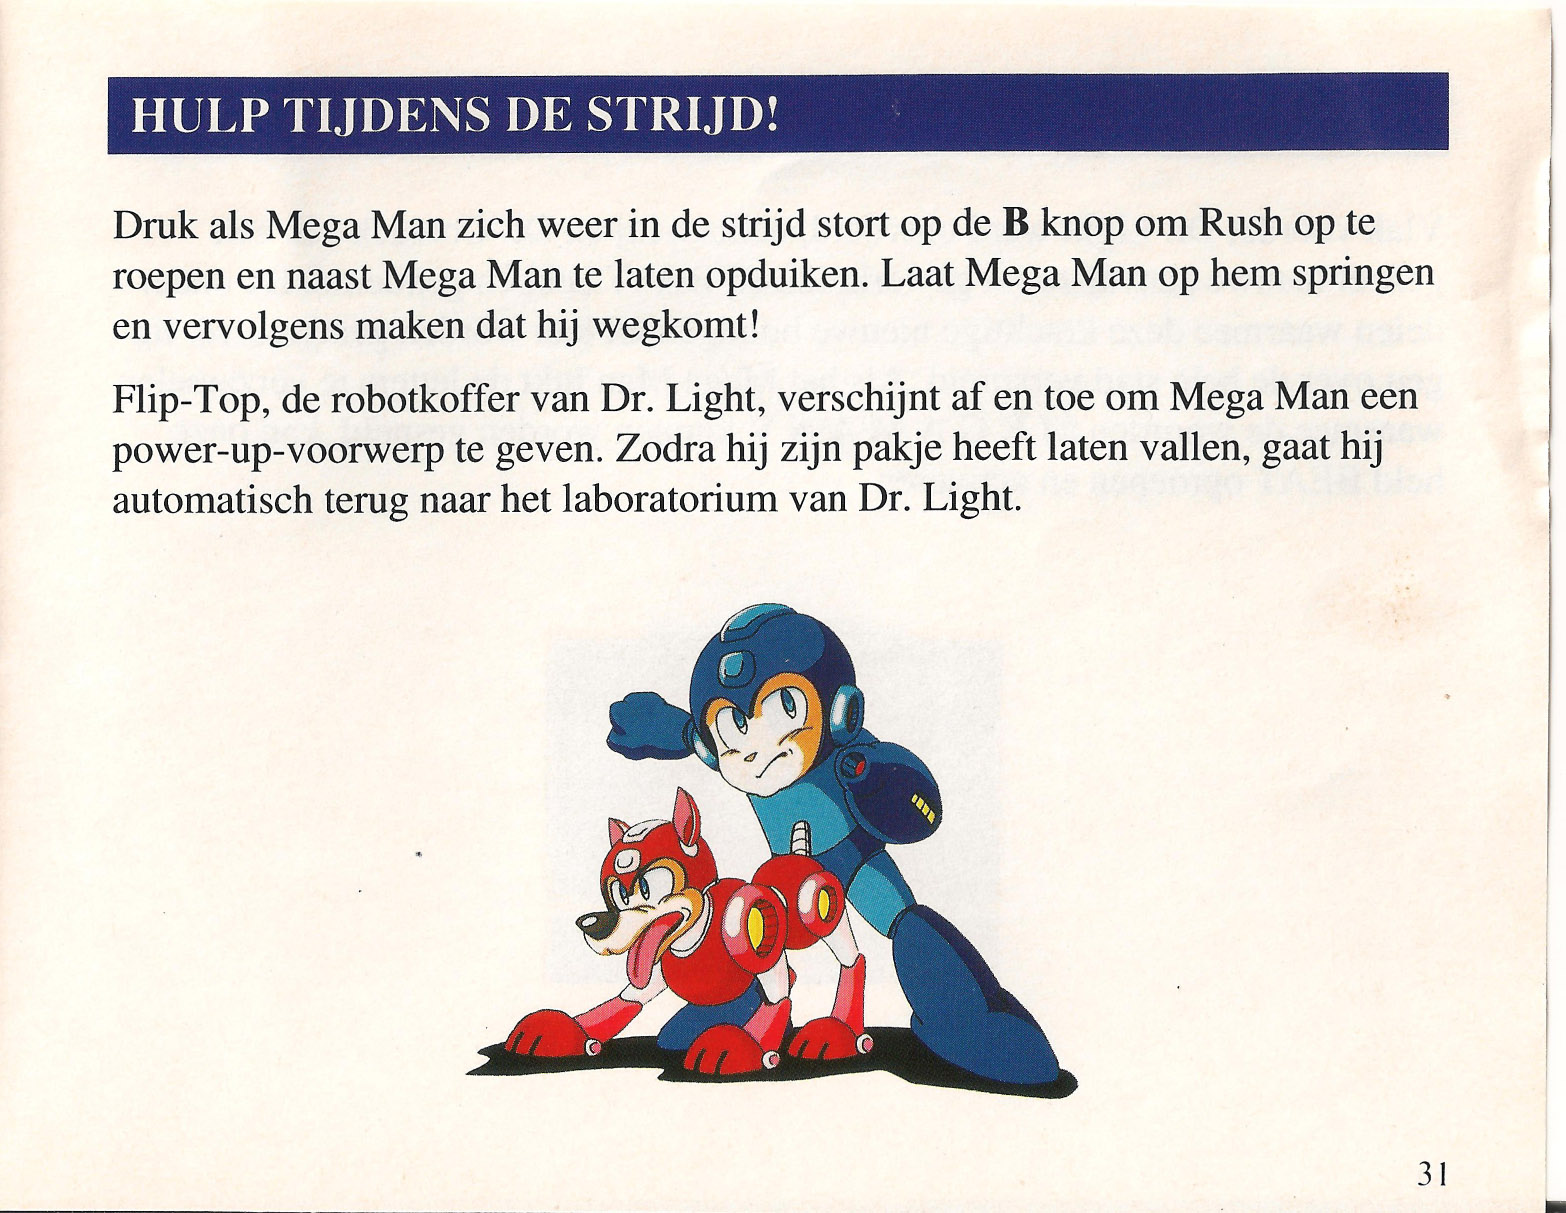 HULP TIJDENS DE STRIJD!
Druk als Mega Man zich weer in de strijd stort op de B knop om Rush op te
roepen en naast Mega Man te laten opduiken. Laat Mega Man op hem springen
en vervolgens maken dat hij wegkomt!
Flip-Top, de robotkoffer van Dr. Light, verschijnt af en toe om Mega Man een
power-up-voorwerp te geven. Zodra hij zijn pakje heeft laten vallen, gaat hij
automatisch terug naar het laboratorium van Dr. Light.
31